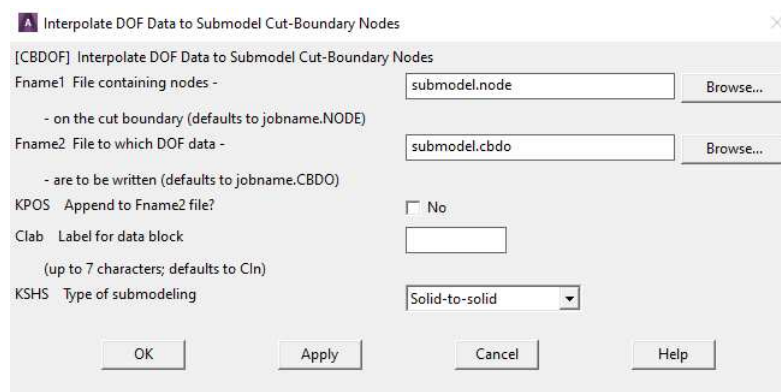 Interpolate DOF Data to Submodel Cut-Boundary Nodes
[CBDOF] Interpolate DOF Data to Submodel Cut-Boundary Nodes
Fname1 File containing nodes - submodel.node Browse...
- on the cut boundary (defaults to jobname.NODE)
Fname2 File to which DOF data - submodel.cbdo Browse...
- are to be written (defaults to jobname.CBDO)
KPOS Append to Fname2 file? No
Clab Label for data block
(up to 7 characters; defaults to CIn)
KSHS Type of submodeling Solid-to-solid
OK Apply Cancel Help